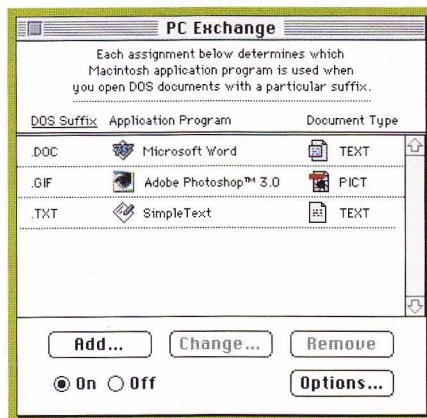 PC Exchange
Each assignment below determines which
Macintosh application program is used when
you open DOS documents with a particular suffix.
DOS Suffix Application Program Document Type
.DOC Microsoft Word TEXT
.GIF Adobe Photoshop™ 3.0 PICT
.TXT SimpleText TEXT
Add... Change... Remove
On Off Options...